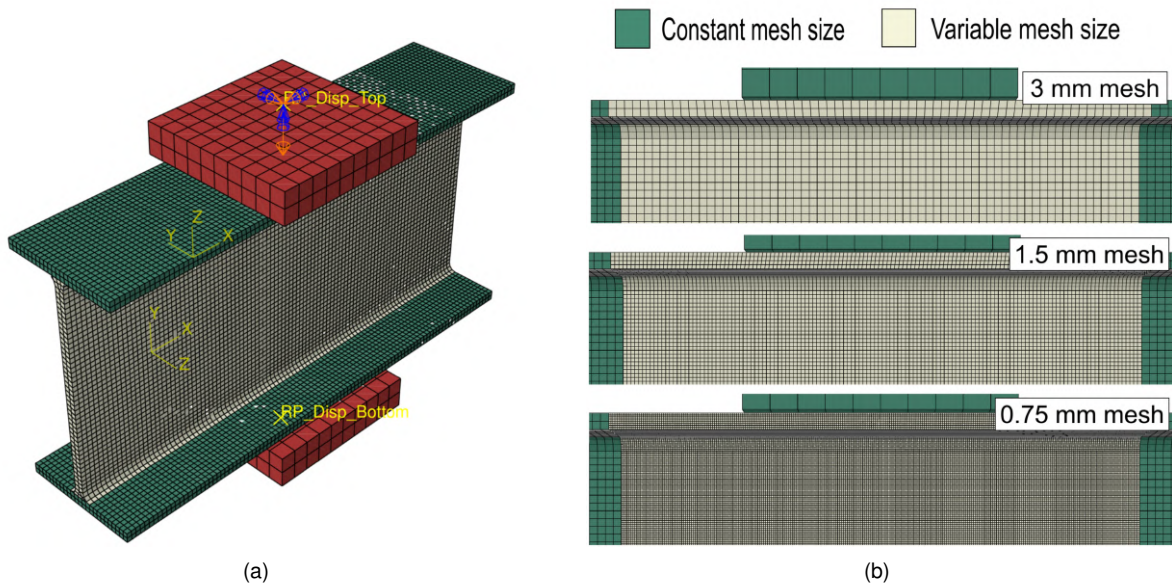 RP_Disp_Top
Z
Y
X
Y
X
Z
RP_Disp_Bottom
(a)
Constant mesh size
Variable mesh size
3 mm mesh
1.5 mm mesh
0.75 mm mesh
(b)